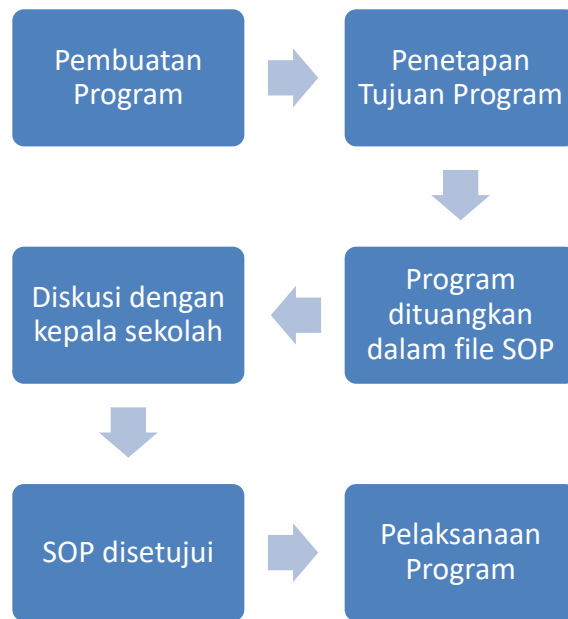 Pembuatan
Program
Penetapan
Tujuan Program
Program
dituangkan
dalam file SOP
Diskusi dengan
kepala sekolah
SOP disetujui
Pelaksanaan
Program